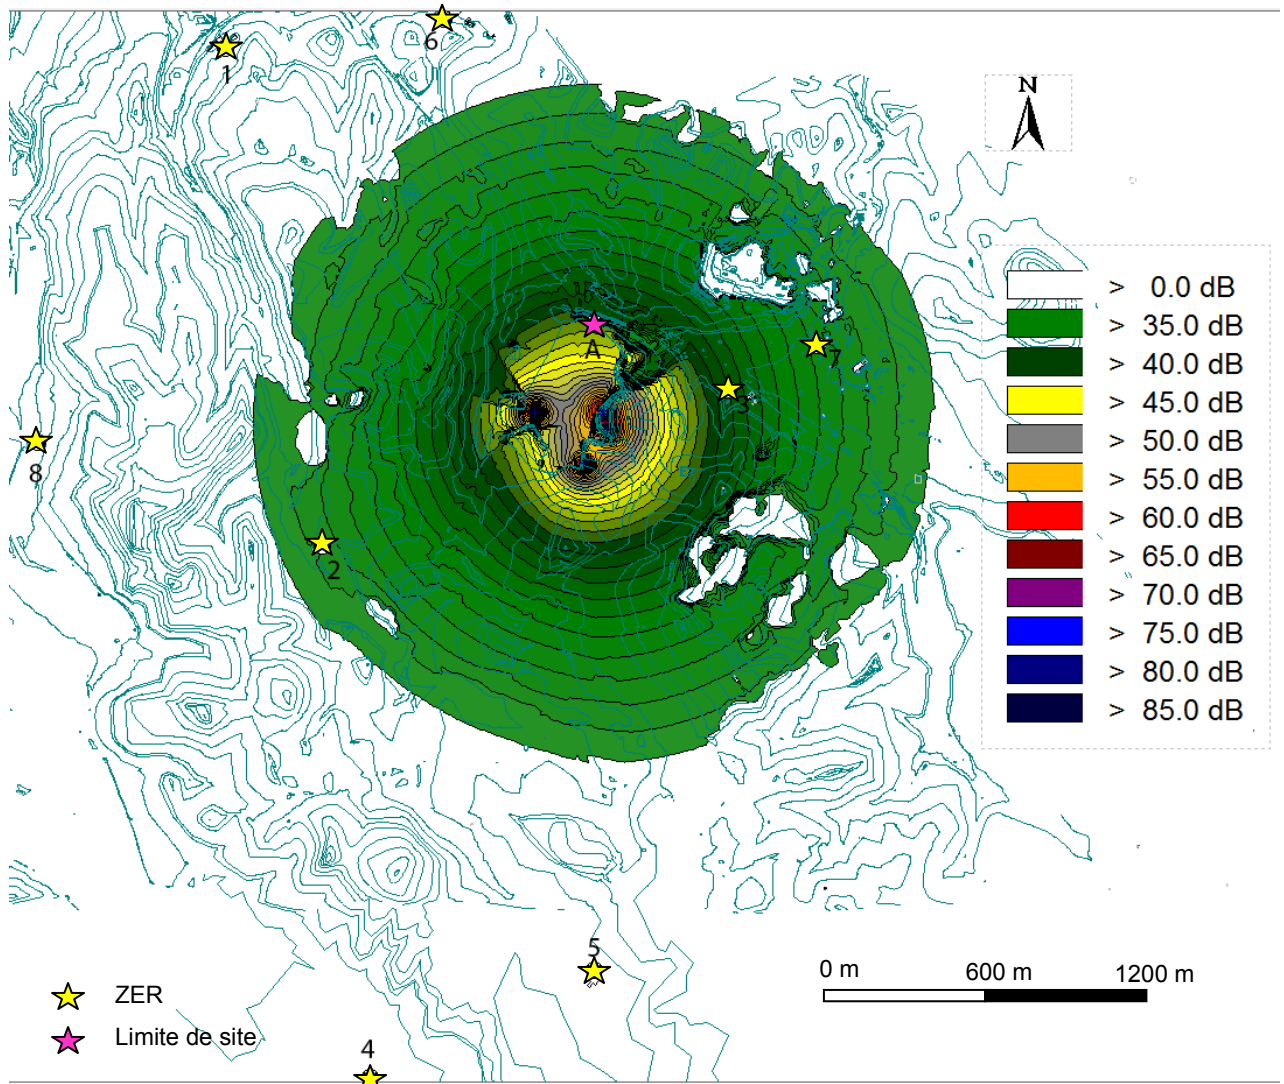 6
1
N
> 0.0 dB
> 35.0 dB
A
7
> 40.0 dB
> 45.0 dB
> 50.0 dB
8
> 55.0 dB
> 60.0 dB
2
> 65.0 dB
> 70.0 dB
> 75.0 dB
> 80.0 dB
> 85.0 dB
5
0 m 600 m 1200 m
ZER
Limite de site
4